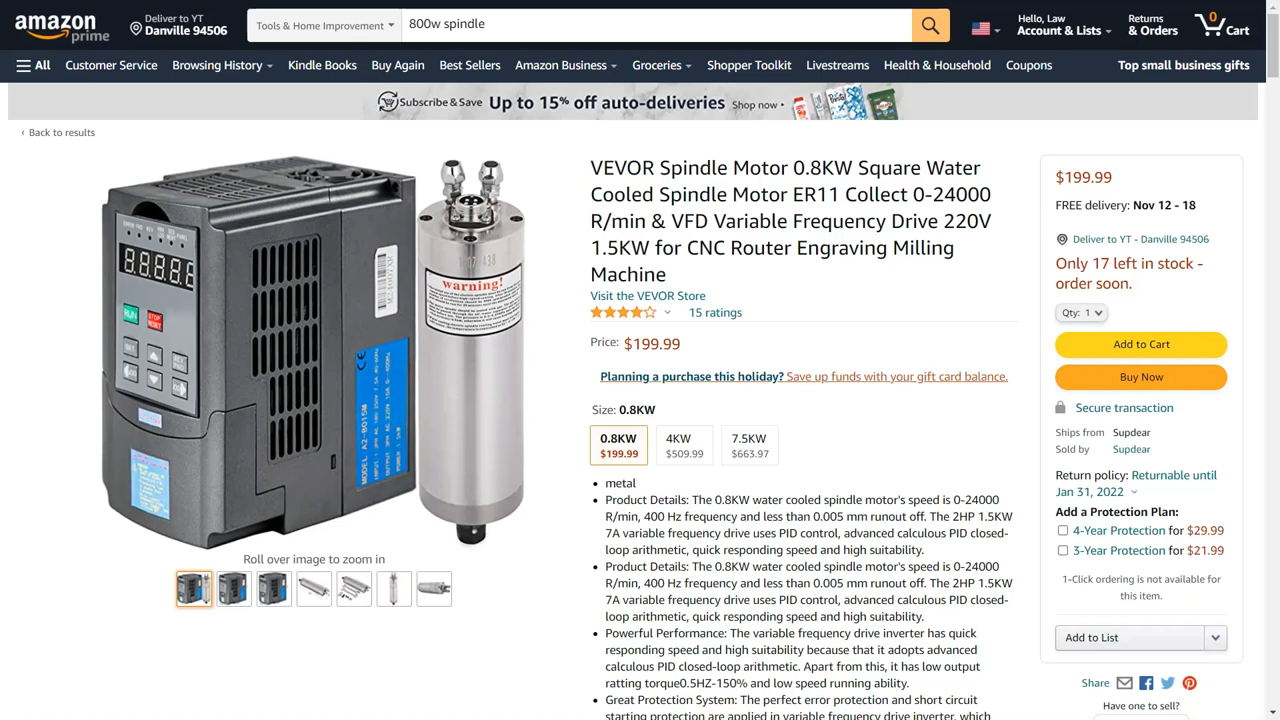 amazon
prime
Deliver to YT
Danville 94506
Tools & Home Improvement
800w spindle
Hello, Law
Account & Lists
Returns
& Orders
0
Cart
All
Customer Service
Browsing History
Kindle Books
Buy Again
Best Sellers
Amazon Business
Groceries
Shopper Toolkit
Livestreams
Health & Household
Coupons
Top small business gifts
Subscribe & Save Up to 15% off auto-deliveries Shop now
‹ Back to results
warning!
RUN
STOP
RESET
MODEL: A2-8015M
Roll over image to zoom in
VEVOR Spindle Motor 0.8KW Square Water
Cooled Spindle Motor ER11 Collect 0-24000
R/min & VFD Variable Frequency Drive 220V
1.5KW for CNC Router Engraving Milling
Machine
Visit the VEVOR Store
15 ratings
Price: $199.99
Planning a purchase this holiday? Save up funds with your gift card balance.
Size: 0.8KW
0.8KW
$199.99
4KW
$509.99
7.5KW
$663.97
• metal
• Product Details: The 0.8KW water cooled spindle motor's speed is 0-24000
R/min, 400 Hz frequency and less than 0.005 mm runout off. The 2HP 1.5KW
7A variable frequency drive uses PID control, advanced calculous PID closed-
loop arithmetic, quick responding speed and high suitability.
• Product Details: The 0.8KW water cooled spindle motor's speed is 0-24000
R/min, 400 Hz frequency and less than 0.005 mm runout off. The 2HP 1.5KW
7A variable frequency drive uses PID control, advanced calculous PID closed-
loop arithmetic, quick responding speed and high suitability.
• Powerful Performance: The variable frequency drive inverter has quick
responding speed and high suitability because that it adopts advanced
calculous PID closed-loop arithmetic. Apart from this, it has low output
ratting torque0.5HZ-150% and low speed running ability.
• Great Protection System: The perfect error protection and short circuit
starting protection are applied in variable frequency drive inverter, which
$199.99
FREE delivery: Nov 12 - 18
Deliver to YT - Danville 94506
Only 17 left in stock -
order soon.
Qty: 1
Add to Cart
Buy Now
Secure transaction
Ships from Supdear
Sold by Supdear
Return policy: Returnable until
Jan 31, 2022
Add a Protection Plan:
4-Year Protection for $29.99
3-Year Protection for $21.99
1-Click ordering is not available for
this item.
Add to List
Share
Have one to sell?